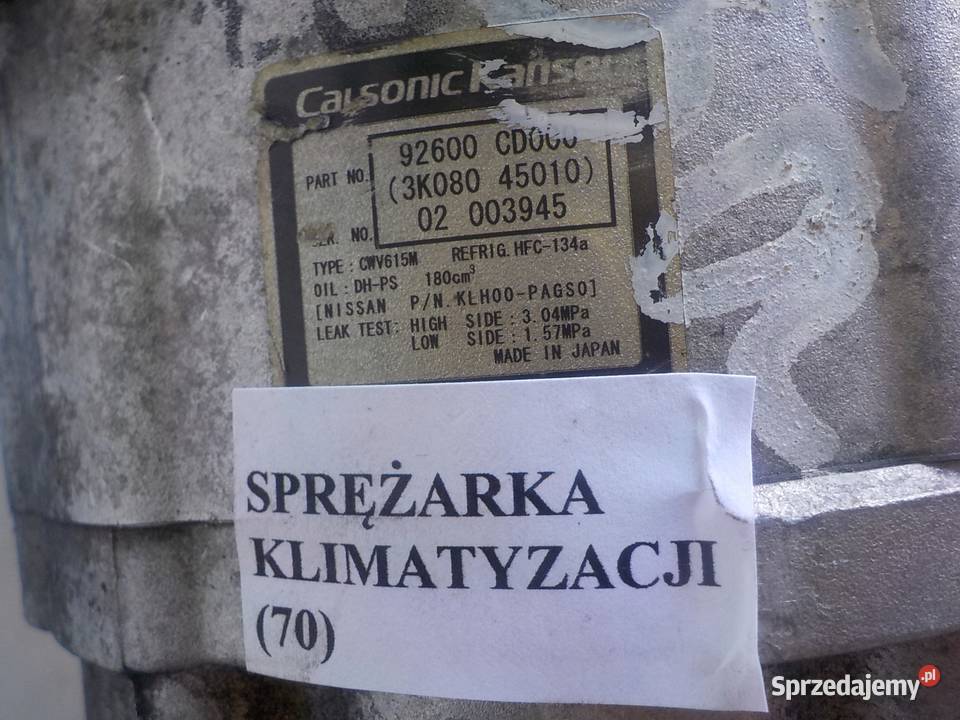 Calsonic Kansei
PART NO. 92600 CD000
(3K080 45010)
NO. 02 003945
TYPE : CWV615M REFRIG. HFC-134a
OIL : DH-PS 180cm³
[NISSAN P/N. KLH00-PAGS0]
LEAK TEST: HIGH SIDE : 3.04MPa
LOW SIDE : 1.57MPa
MADE IN JAPAN
SPRĘŻARKA
KLIMATYZACJI
(70)
Sprzedajemy.pl